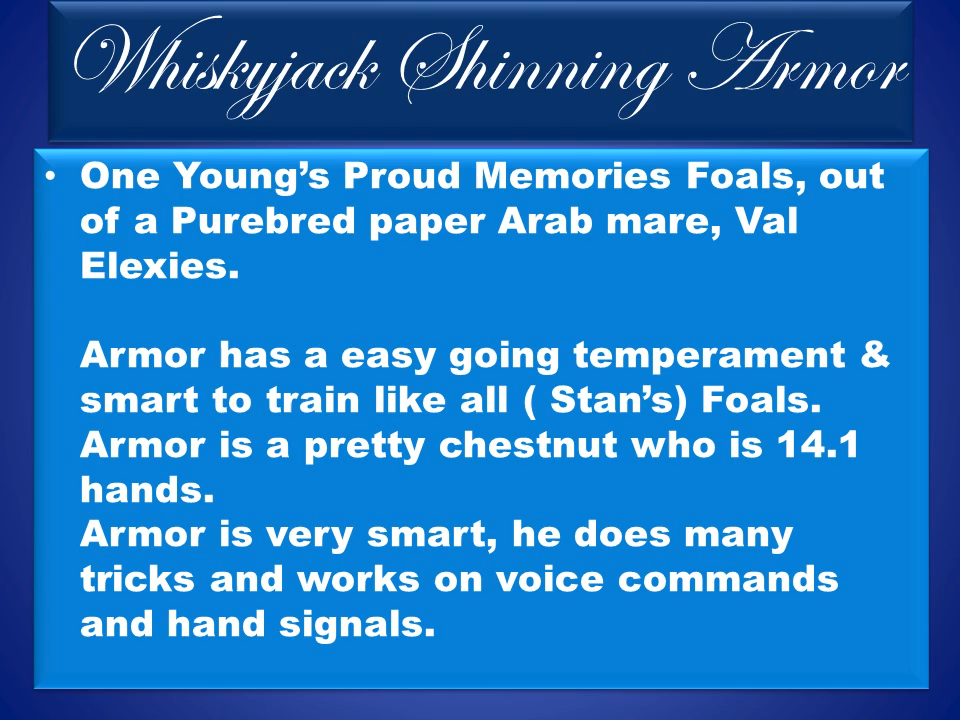 Whiskyjack Shinning Armor
• One Young’s Proud Memories Foals, out
of a Purebred paper Arab mare, Val
Elexies.
Armor has a easy going temperament &
smart to train like all ( Stan’s) Foals.
Armor is a pretty chestnut who is 14.1
hands.
Armor is very smart, he does many
tricks and works on voice commands
and hand signals.